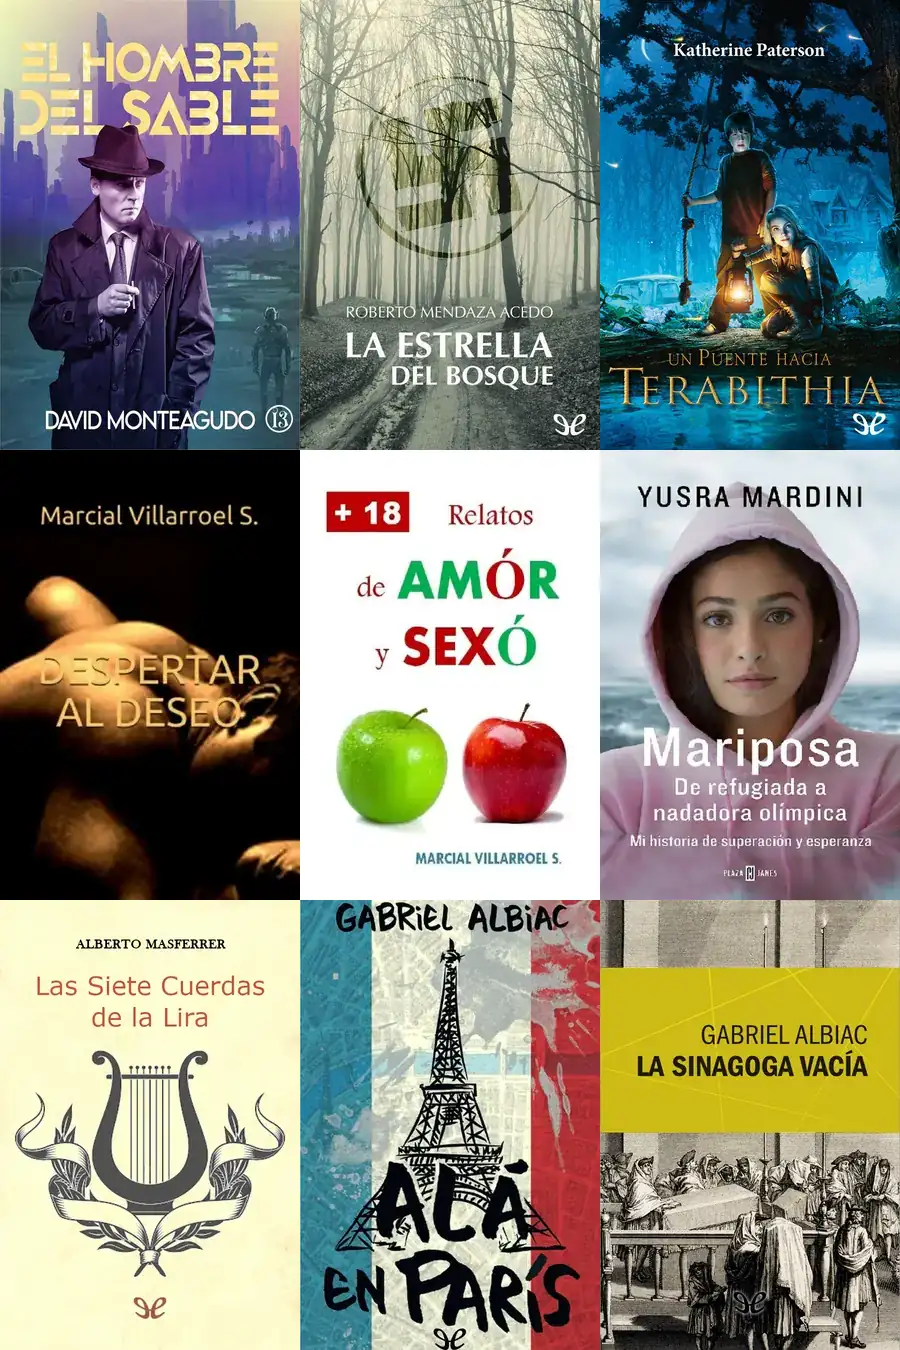 EL HOMBRE
DEL SABLE
DAVID MONTEAGUDO 13
ROBERTO MENDAZA ACEDO
LA ESTRELLA
DEL BOSQUE
Katherine Paterson
UN PUENTE HACIA
TERABITHIA
Marcial Villarroel S.
DESPERTAR
AL DESEO
+ 18 Relatos
de AMÓR
y SEXÓ
MARCIAL VILLARROEL S.
YUSRA MARDINI
Mariposa
De refugiada a
nadadora olímpica
Mi historia de superación y esperanza
PLAZA JANÉS
ALBERTO MASFERRER
Las Siete Cuerdas
de la Lira
GABRIEL ALBIAC
ALÁ
EN PARÍS
GABRIEL ALBIAC
LA SINAGOGA VACÍA